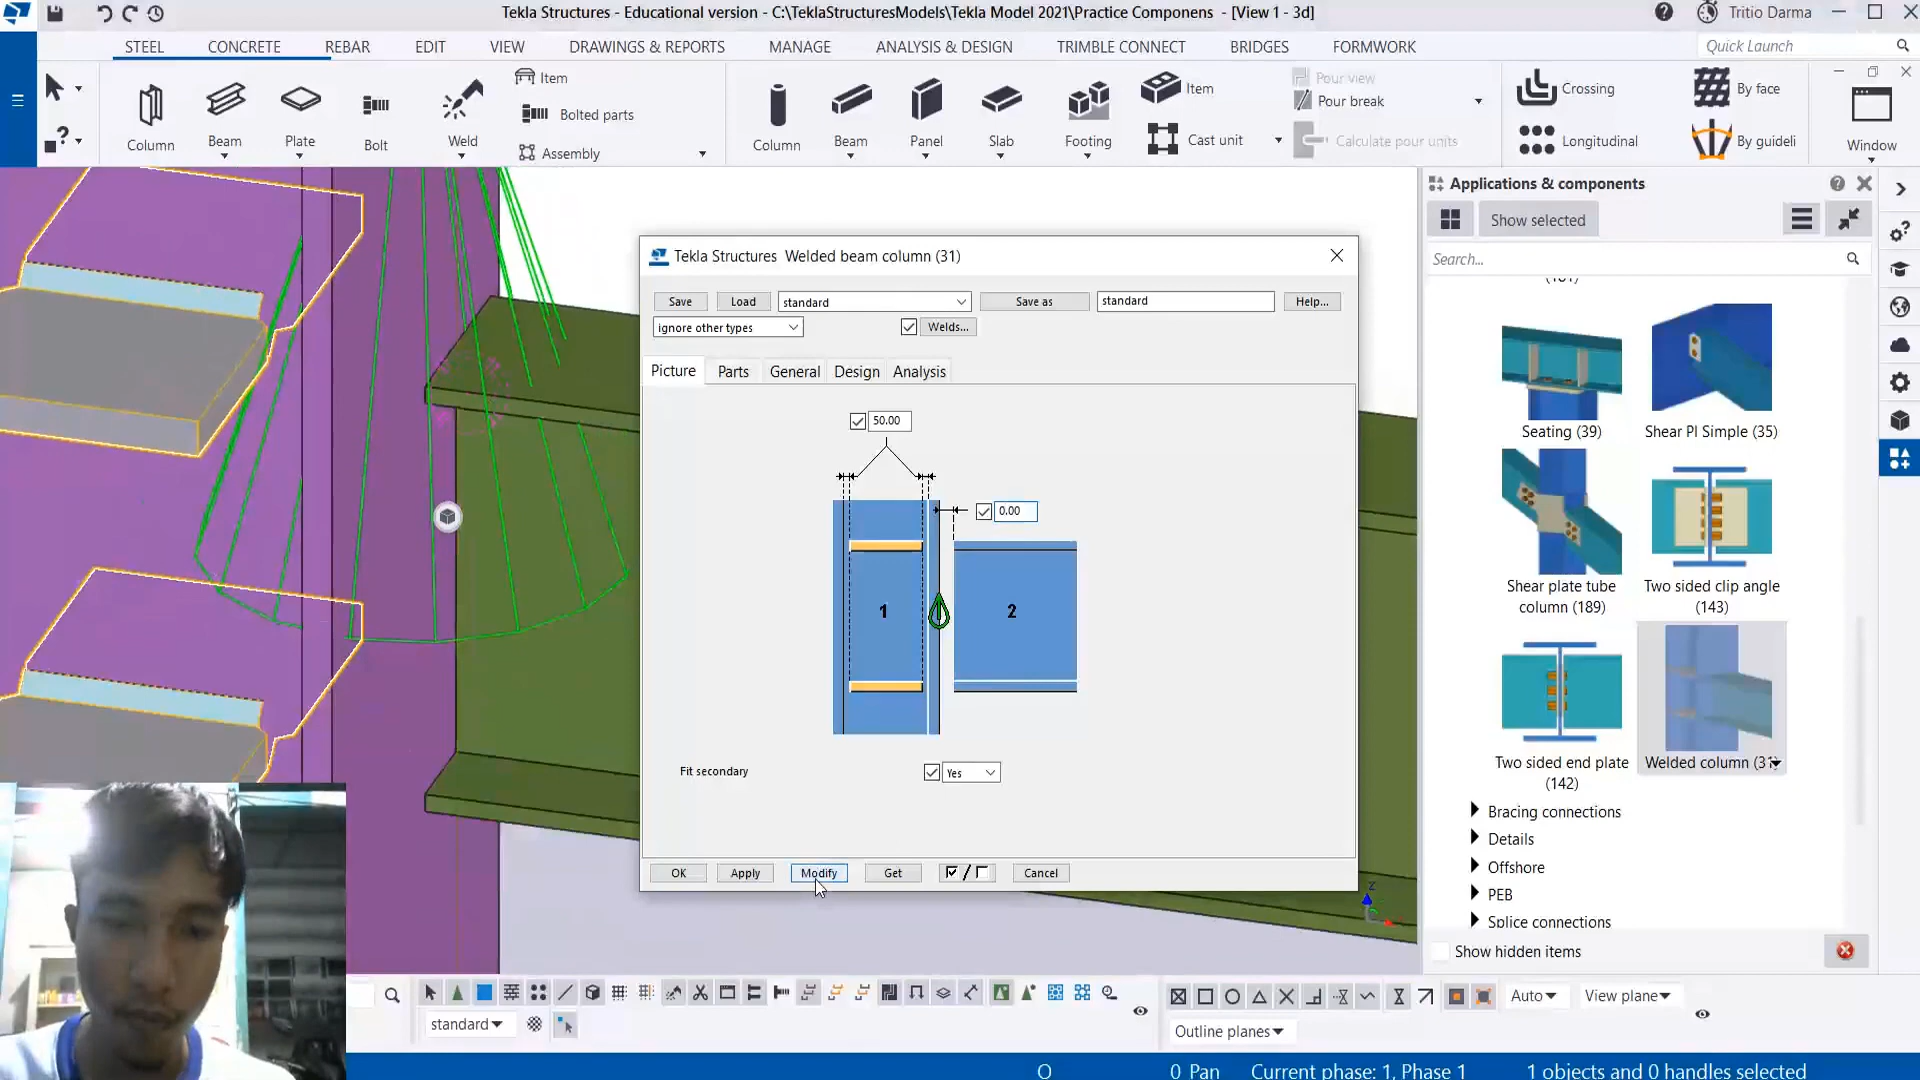 Tekla Structures - Educational version - C:\TeklaStructuresModels\Tekla Model 2021\Practice Componens - [View 1 - 3d]
Tritio Darma
STEEL CONCRETE REBAR EDIT VIEW DRAWINGS & REPORTS MANAGE ANALYSIS & DESIGN TRIMBLE CONNECT BRIDGES FORMWORK
Quick Launch
Column Beam Plate Bolt Weld
Item
Bolted parts
Assembly
Column Beam Panel Slab Footing
Item
Cast unit
Pour view
Pour break
Calculate pour units
Crossing
Longitudinal
By face
By guideli
Window
Applications & components
Show selected
Search...
Seating (39)
Shear Pl Simple (35)
Shear plate tube
column (189)
Two sided clip angle
(143)
Two sided end plate
(142)
Welded column (31
Bracing connections
Details
Offshore
PEB
Splice connections
Show hidden items
Tekla Structures Welded beam column (31)
Save Load standard Save as standard Help...
ignore other types Welds...
Picture Parts General Design Analysis
50.00
0.00
1 2
Fit secondary Yes
OK Apply Modify Get / Cancel
z
standard
Auto
View plane
Outline planes
O 0 Pan Current phase: 1, Phase 1 1 objects and 0 handles selected